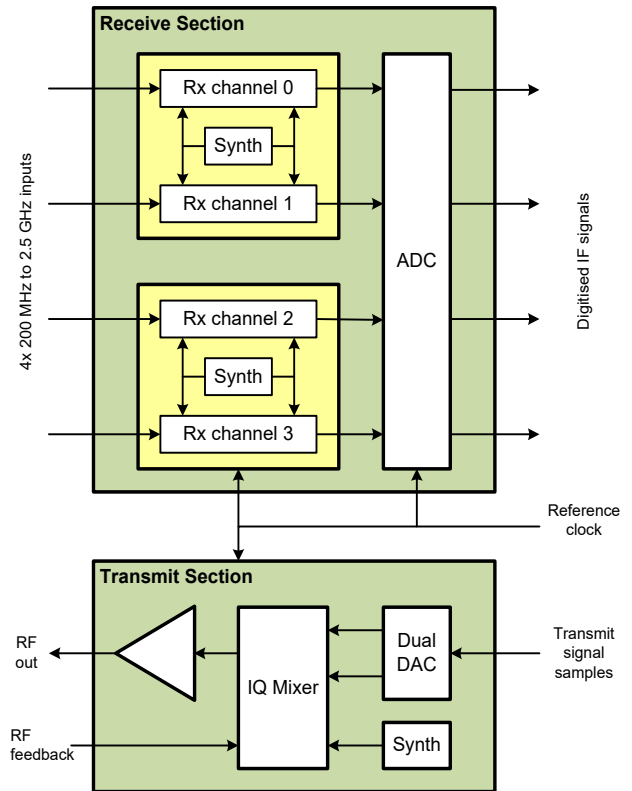 Receive Section
Rx channel 0
Synth
Rx channel 1
4x 200 MHz to 2.5 GHz inputs
ADC
Digitised IF signals
Rx channel 2
Synth
Rx channel 3
Reference
clock
Transmit Section
RF
out
IQ Mixer
Dual
DAC
Transmit
signal
samples
RF
feedback
Synth